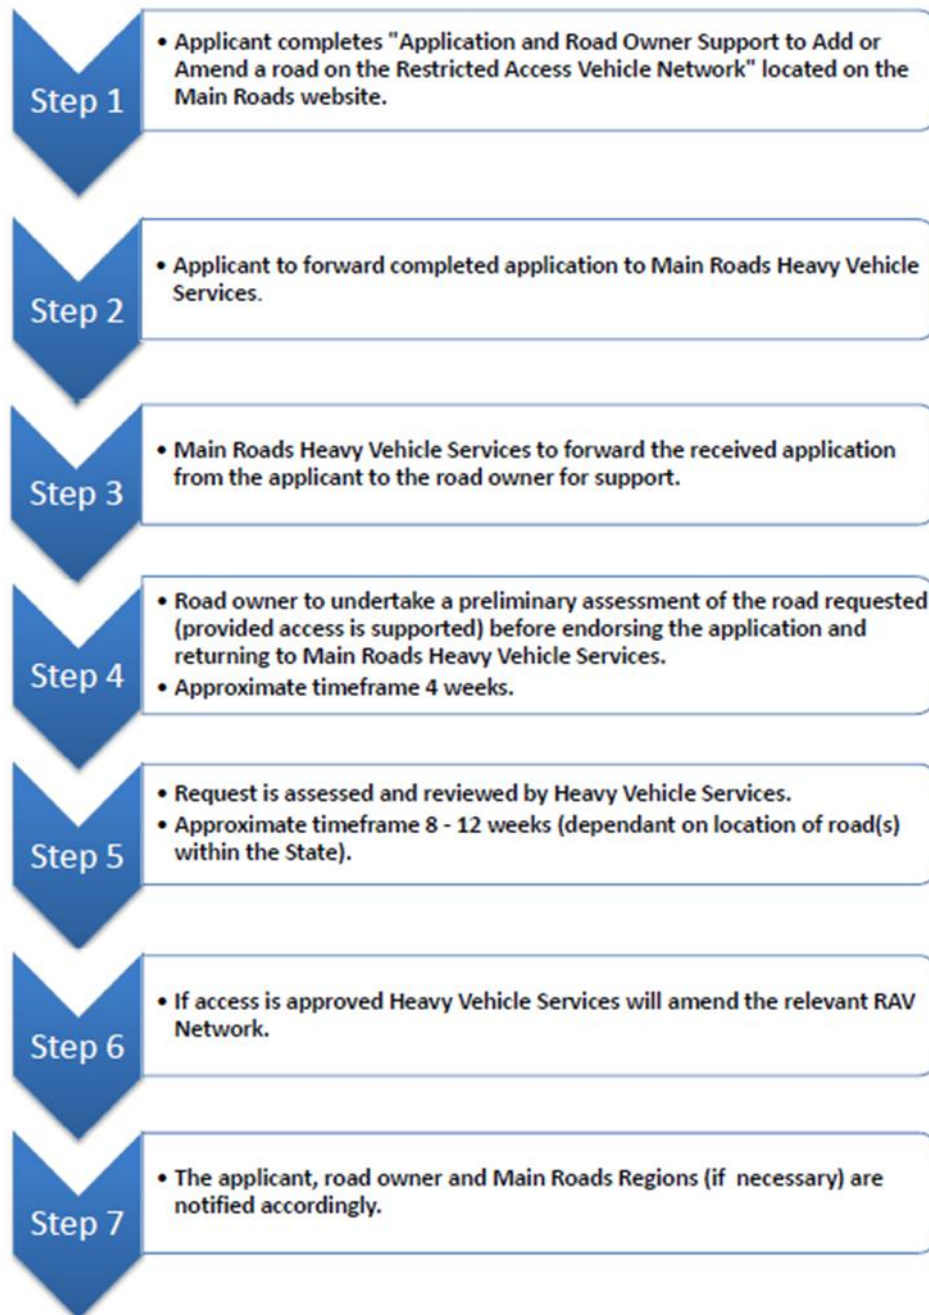 Step 1
• Applicant completes "Application and Road Owner Support to Add or
Amend a road on the Restricted Access Vehicle Network" located on the
Main Roads website.
Step 2
• Applicant to forward completed application to Main Roads Heavy Vehicle
Services.
Step 3
• Main Roads Heavy Vehicle Services to forward the received application
from the applicant to the road owner for support.
Step 4
• Road owner to undertake a preliminary assessment of the road requested
(provided access is supported) before endorsing the application and
returning to Main Roads Heavy Vehicle Services.
• Approximate timeframe 4 weeks.
Step 5
• Request is assessed and reviewed by Heavy Vehicle Services.
• Approximate timeframe 8 - 12 weeks (dependant on location of road(s)
within the State).
Step 6
• If access is approved Heavy Vehicle Services will amend the relevant RAV
Network.
Step 7
• The applicant, road owner and Main Roads Regions (if necessary) are
notified accordingly.